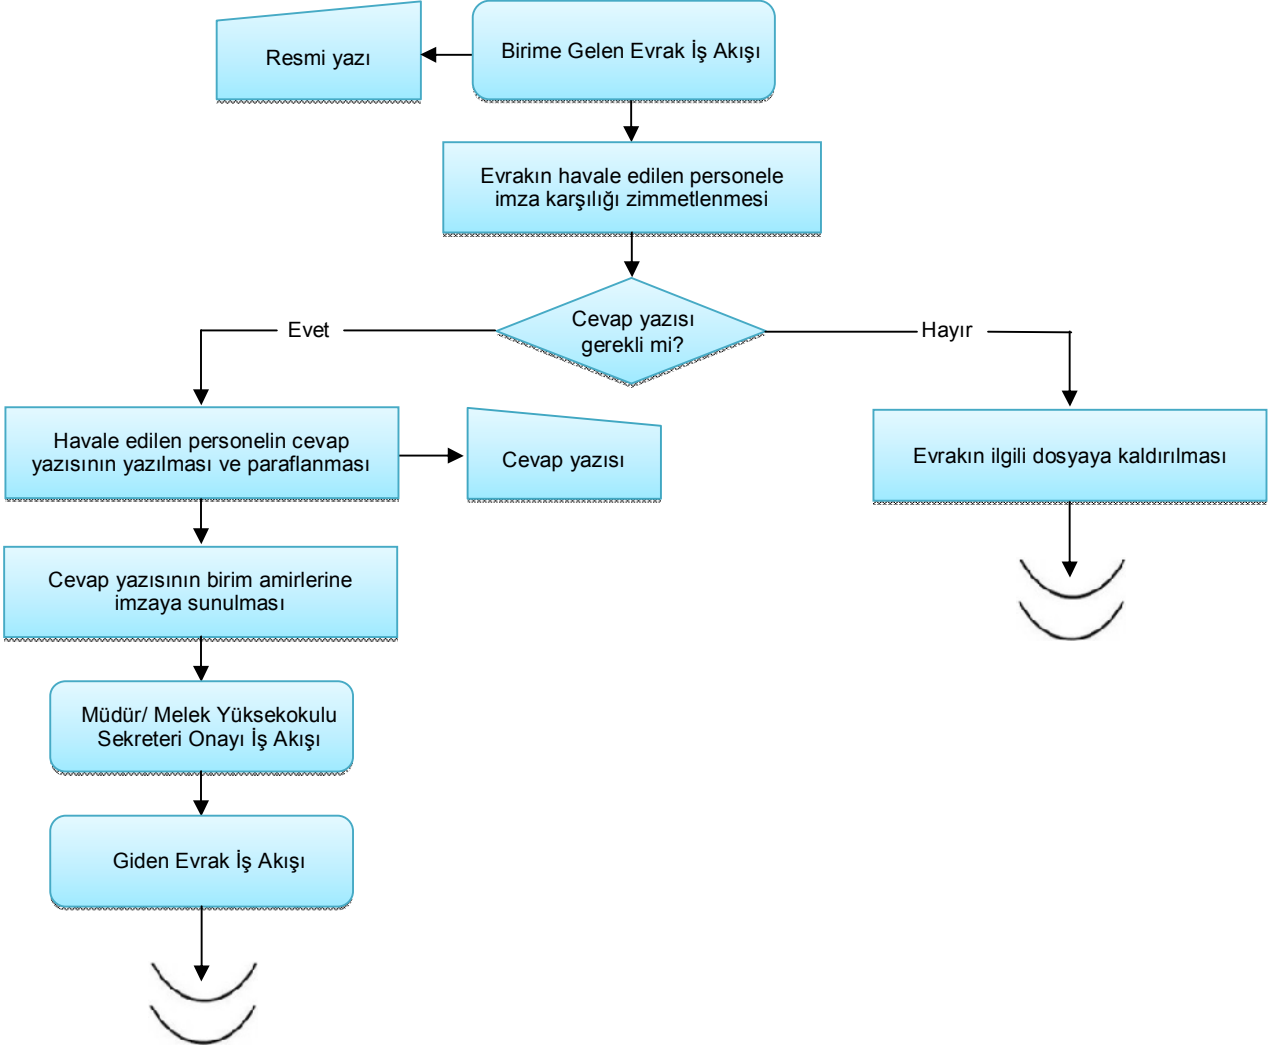 Resmi yazı
Birime Gelen Evrak İş Akışı
Evrakın havale edilen personele
imza karşılığı zimmetlenmesi
Cevap yazısı
gerekli mi?
Evet
Hayır
Havale edilen personelin cevap
yazısının yazılması ve paraflanması
Cevap yazısı
Evrakın ilgili dosyaya kaldırılması
Cevap yazısının birim amirlerine
imzaya sunulması
Müdür/ Melek Yüksekokulu
Sekreteri Onayı İş Akışı
Giden Evrak İş Akışı